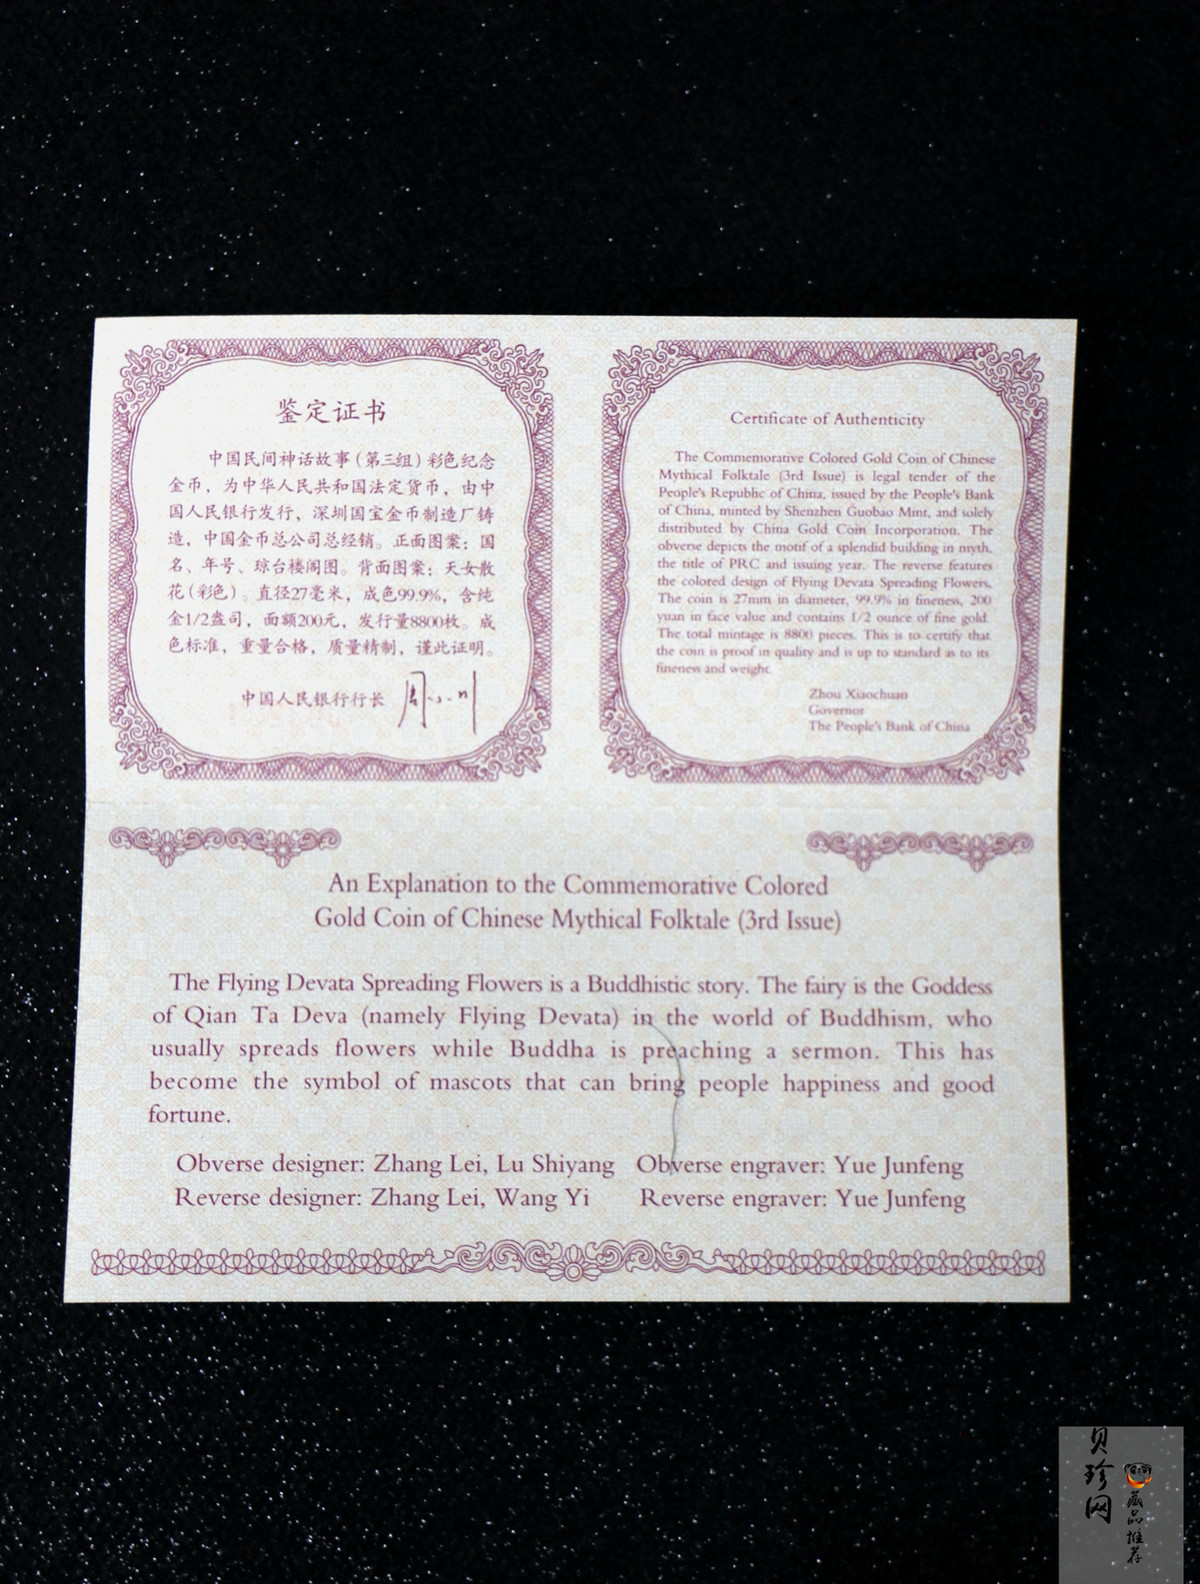 鉴定证书
中国民间神话故事（第三组）彩色纪念
金币，为中华人民共和国法定货币，由中
国人民银行发行，深圳国宝金币制造厂铸
造，中国金币总公司总经销。正面图案：国
名、年号、琼台楼阁图。背面图案：天女散
花（彩色）。直径27毫米，成色99.9%，含纯
金1/2盎司，面额200元，发行量8800枚。成
色标准，重量合格，质量精制，谨此证明。
中国人民银行行长 周小川
Certificate of Authenticity
The Commemorative Colored Gold Coin of Chinese
Mythical Folktale (3rd Issue) is legal tender of the
People's Republic of China, issued by the People's Bank
of China, minted by Shenzhen Guobao Mint, and solely
distributed by China Gold Coin Incorporation. The
obverse depicts the motif of a splendid building in myth,
the title of PRC and issuing year. The reverse features
the colored design of Flying Devata Spreading Flowers.
The coin is 27mm in diameter, 99.9% in fineness, 200
yuan in face value and contains 1/2 ounce of fine gold.
The total mintage is 8800 pieces. This is to certify that
the coin is proof in quality and is up to standard as to its
fineness and weight.
Zhou Xiaochuan
Governor
The People's Bank of China
An Explanation to the Commemorative Colored
Gold Coin of Chinese Mythical Folktale (3rd Issue)
The Flying Devata Spreading Flowers is a Buddhistic story. The fairy is the Goddess
of Qian Ta Deva (namely Flying Devata) in the world of Buddhism, who
usually spreads flowers while Buddha is preaching a sermon. This has
become the symbol of mascots that can bring people happiness and good
fortune.
Obverse designer: Zhang Lei, Lu Shiyang Obverse engraver: Yue Junfeng
Reverse designer: Zhang Lei, Wang Yi Reverse engraver: Yue Junfeng
贝珍网
藏品推荐